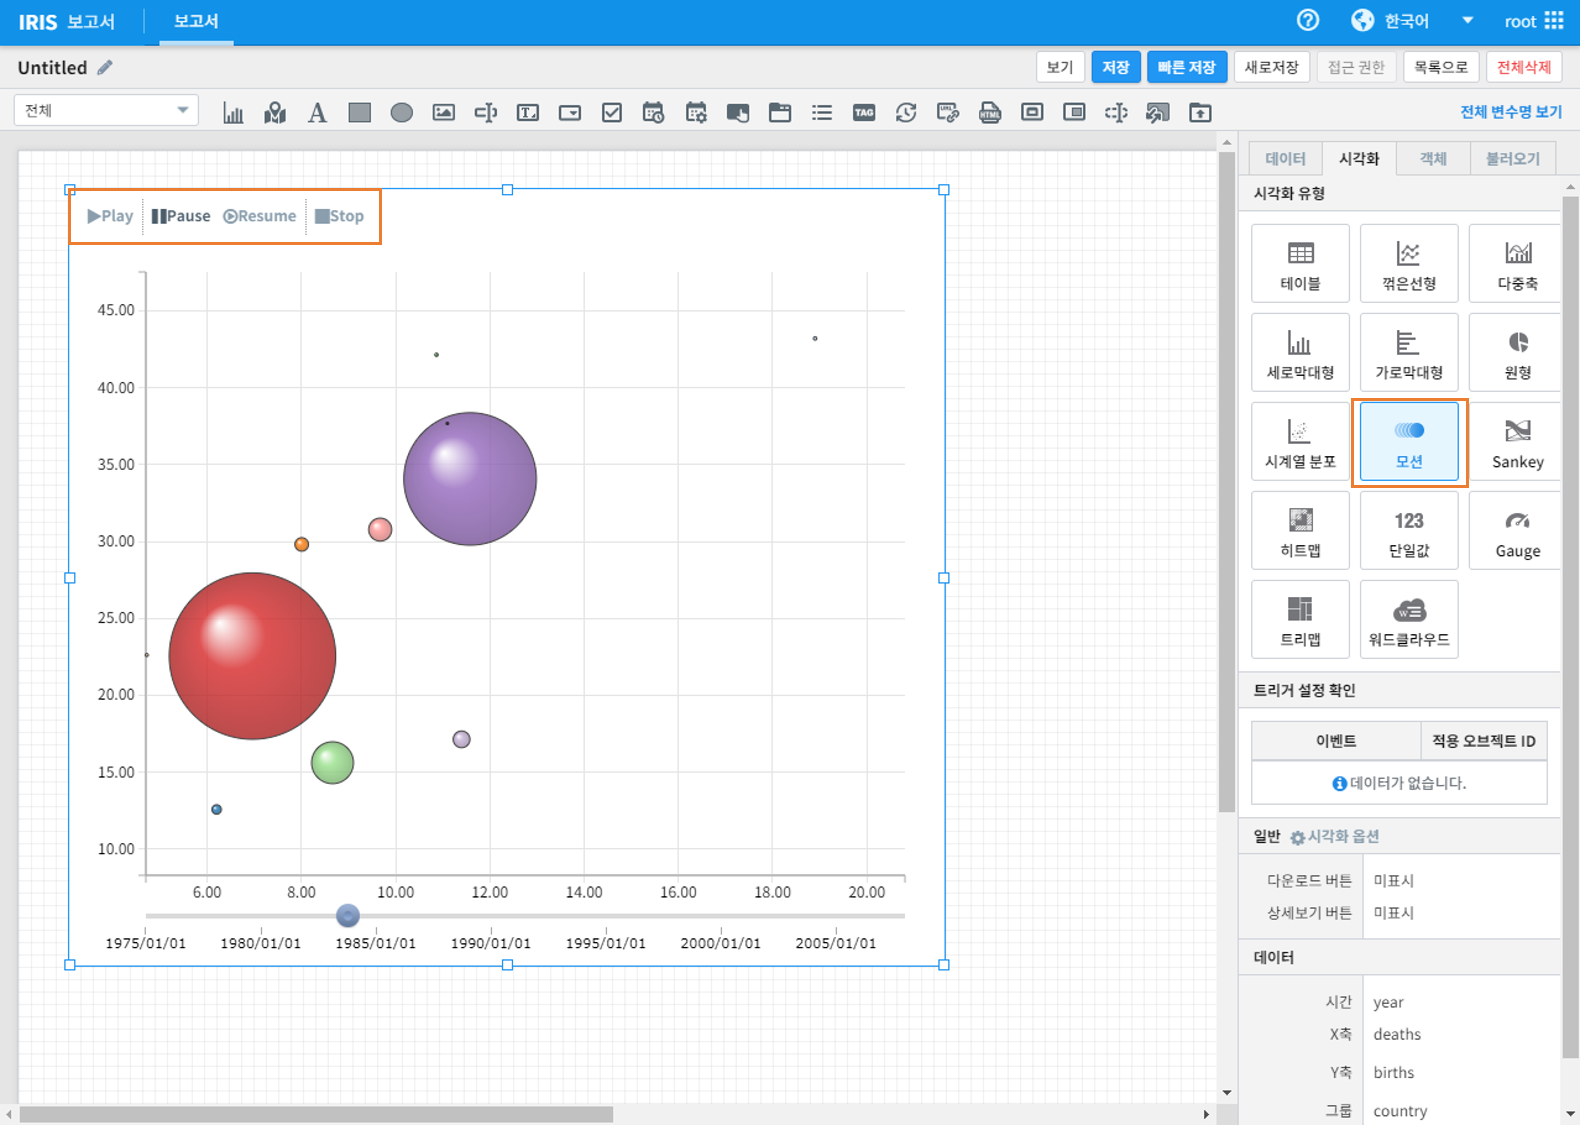 IRIS 보고서 보고서 한국어 root
Untitled 보기 저장 빠른 저장 새로저장 접근 권한 목록으로 전체삭제
전체 A T TAG URL HTML 전체 변수명 보기
데이터 시각화 객체 불러오기
시각화 유형
Play Pause Resume Stop
테이블 꺾은선형 다중축
세로막대형 가로막대형 원형
시계열 분포 모션 Sankey
123
히트맵 단일값 Gauge
W
트리맵 워드클라우드
트리거 설정 확인
이벤트 적용 오브젝트 ID
데이터가 없습니다.
일반 시각화 옵션
다운로드 버튼 미표시
상세보기 버튼 미표시
데이터
시간 year
X축 deaths
Y축 births
그룹 country
45.00
40.00
35.00
30.00
25.00
20.00
15.00
10.00
6.00 8.00 10.00 12.00 14.00 16.00 18.00 20.00
1975/01/01 1980/01/01 1985/01/01 1990/01/01 1995/01/01 2000/01/01 2005/01/01